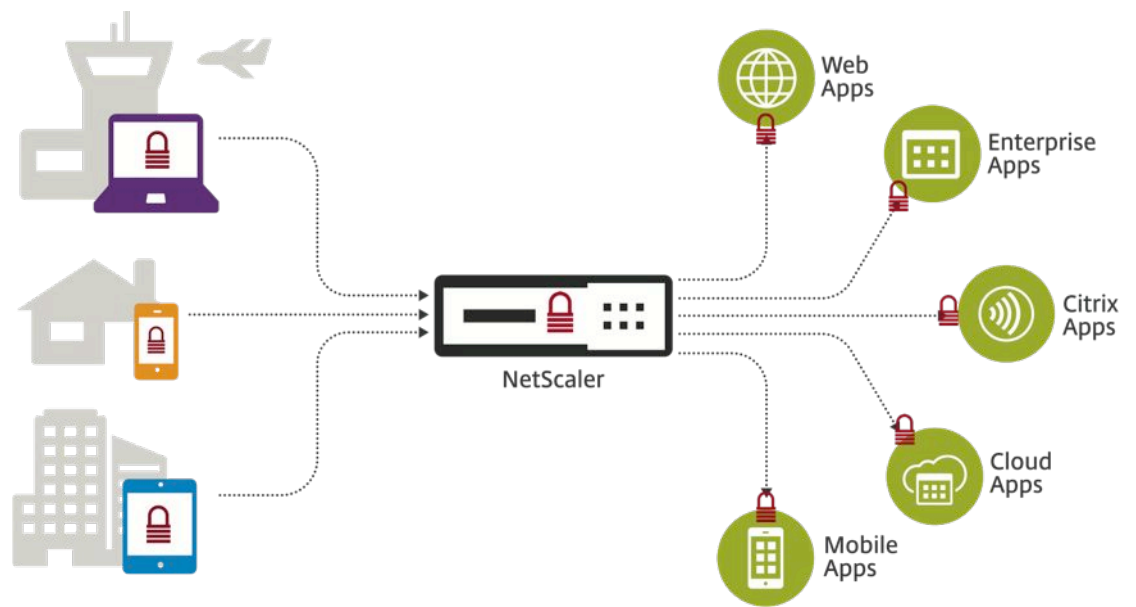 Web
Apps
Enterprise
Apps
Citrix
Apps
NetScaler
Cloud
Apps
Mobile
Apps